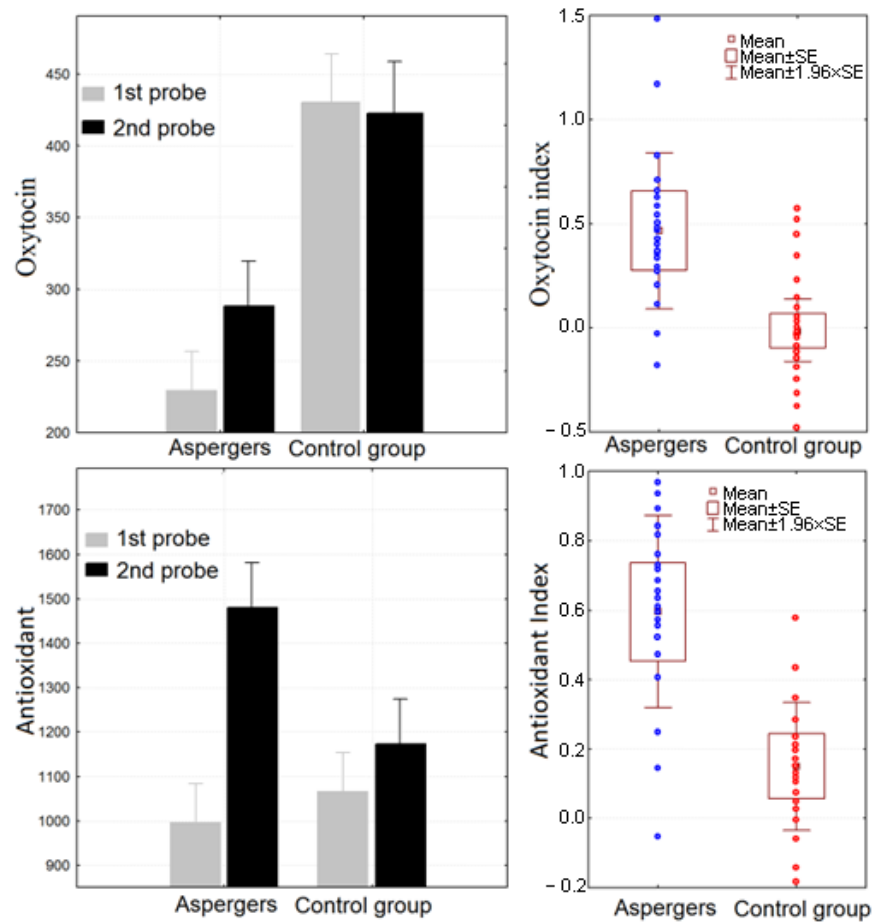 Oxytocin
450
400
350
300
250
200
1st probe
2nd probe
Aspergers Control group
Oxytocin index
1.5
1.0
0.5
0.0
−0.5
Mean
Mean±SE
Mean±1.96×SE
Aspergers Control group
Antioxidant
1700
1600
1500
1400
1300
1200
1100
1000
900
1st probe
2nd probe
Aspergers Control group
Antioxidant Index
1.0
0.8
0.6
0.4
0.2
0.0
−0.2
Mean
Mean±SE
Mean±1.96×SE
Aspergers Control group